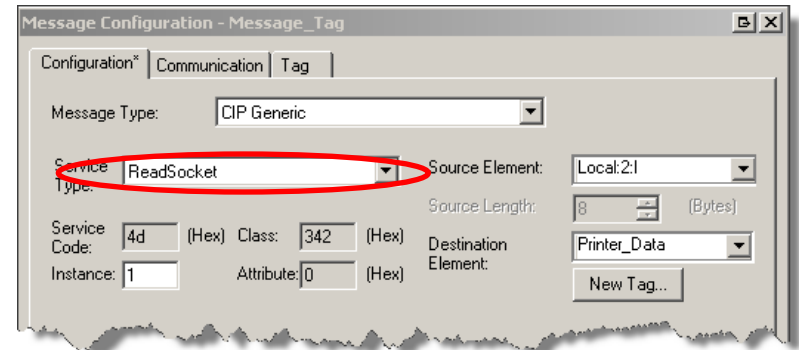 Message Configuration - Message_Tag
Configuration* Communication Tag
Message Type: CIP Generic
Service Type: ReadSocket
Source Element: Local:2:I
Source Length: 8 (Bytes)
Service Code: 4d (Hex) Class: 342 (Hex)
Destination Element: Printer_Data
Instance: 1 Attribute: 0 (Hex)
New Tag...